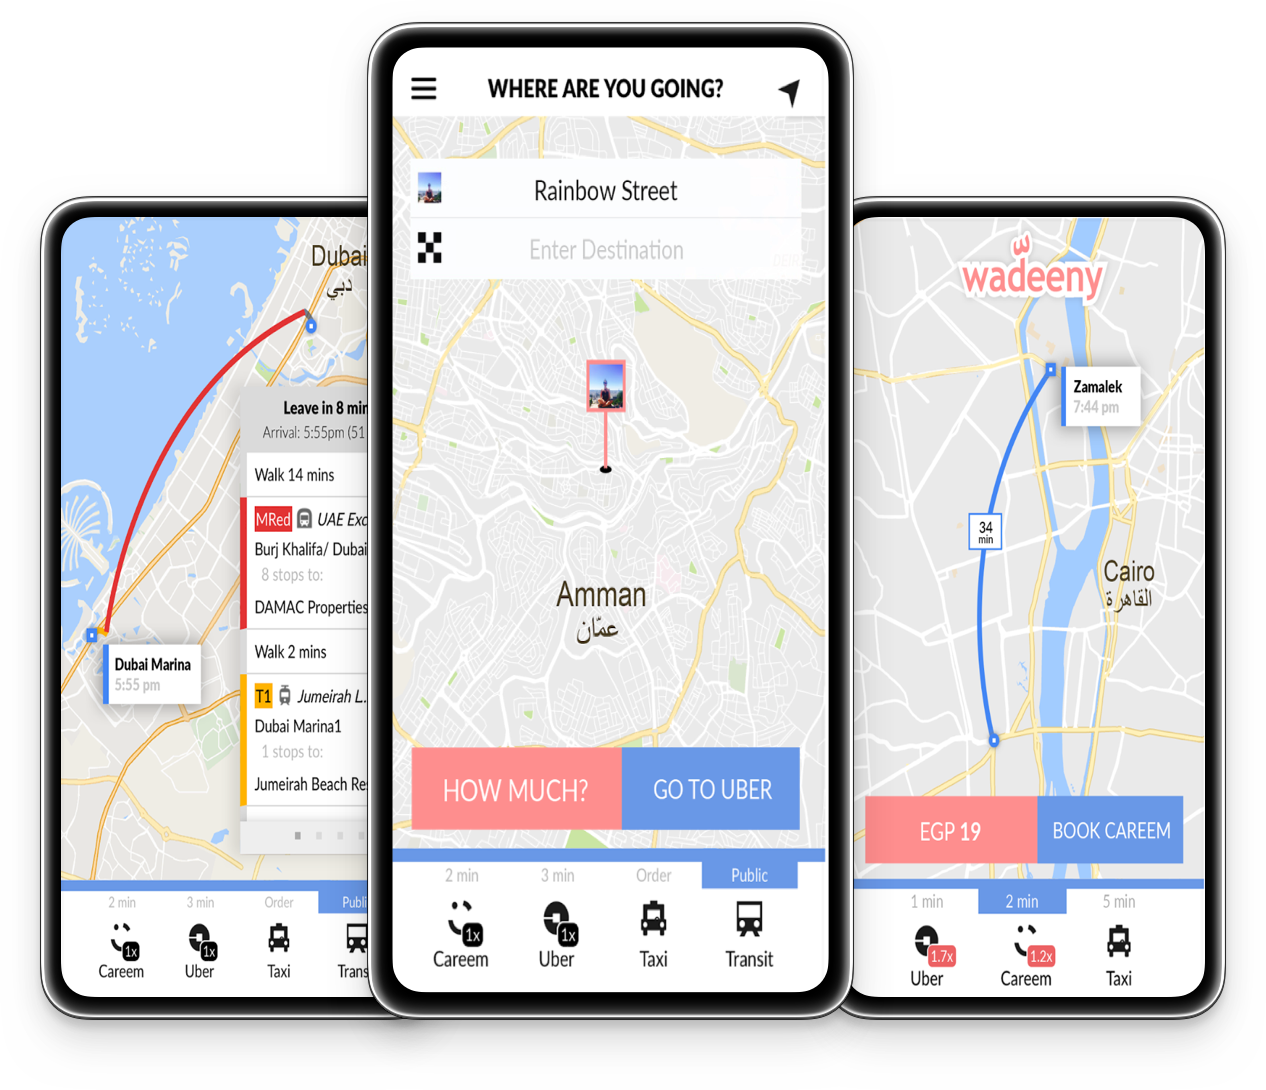 Dubai
دبي
Leave in 8 min
Arrival: 5:55pm (51
Walk 14 mins
MRed UAE Exc
Burj Khalifa/ Dubai
8 stops to:
DAMAC Properties
Walk 2 mins
T1 Jumeirah L.
Dubai Marina1
1 stops to:
Jumeirah Beach Re
Dubai Marina
5:55 pm
2 min 3 min Order Publi
1x 1x
Careem Uber Taxi Trans
WHERE ARE YOU GOING?
Rainbow Street
Enter Destination
Amman
عمّان
HOW MUCH? GO TO UBER
2 min 3 min Order Public
1x 1x
Careem Uber Taxi Transit
wadeeny
Zamalek
7:44 pm
34
min
Cairo
القاهرة
EGP 19 BOOK CAREEM
1 min 2 min 5 min
1.7x 1.2x
Uber Careem Taxi